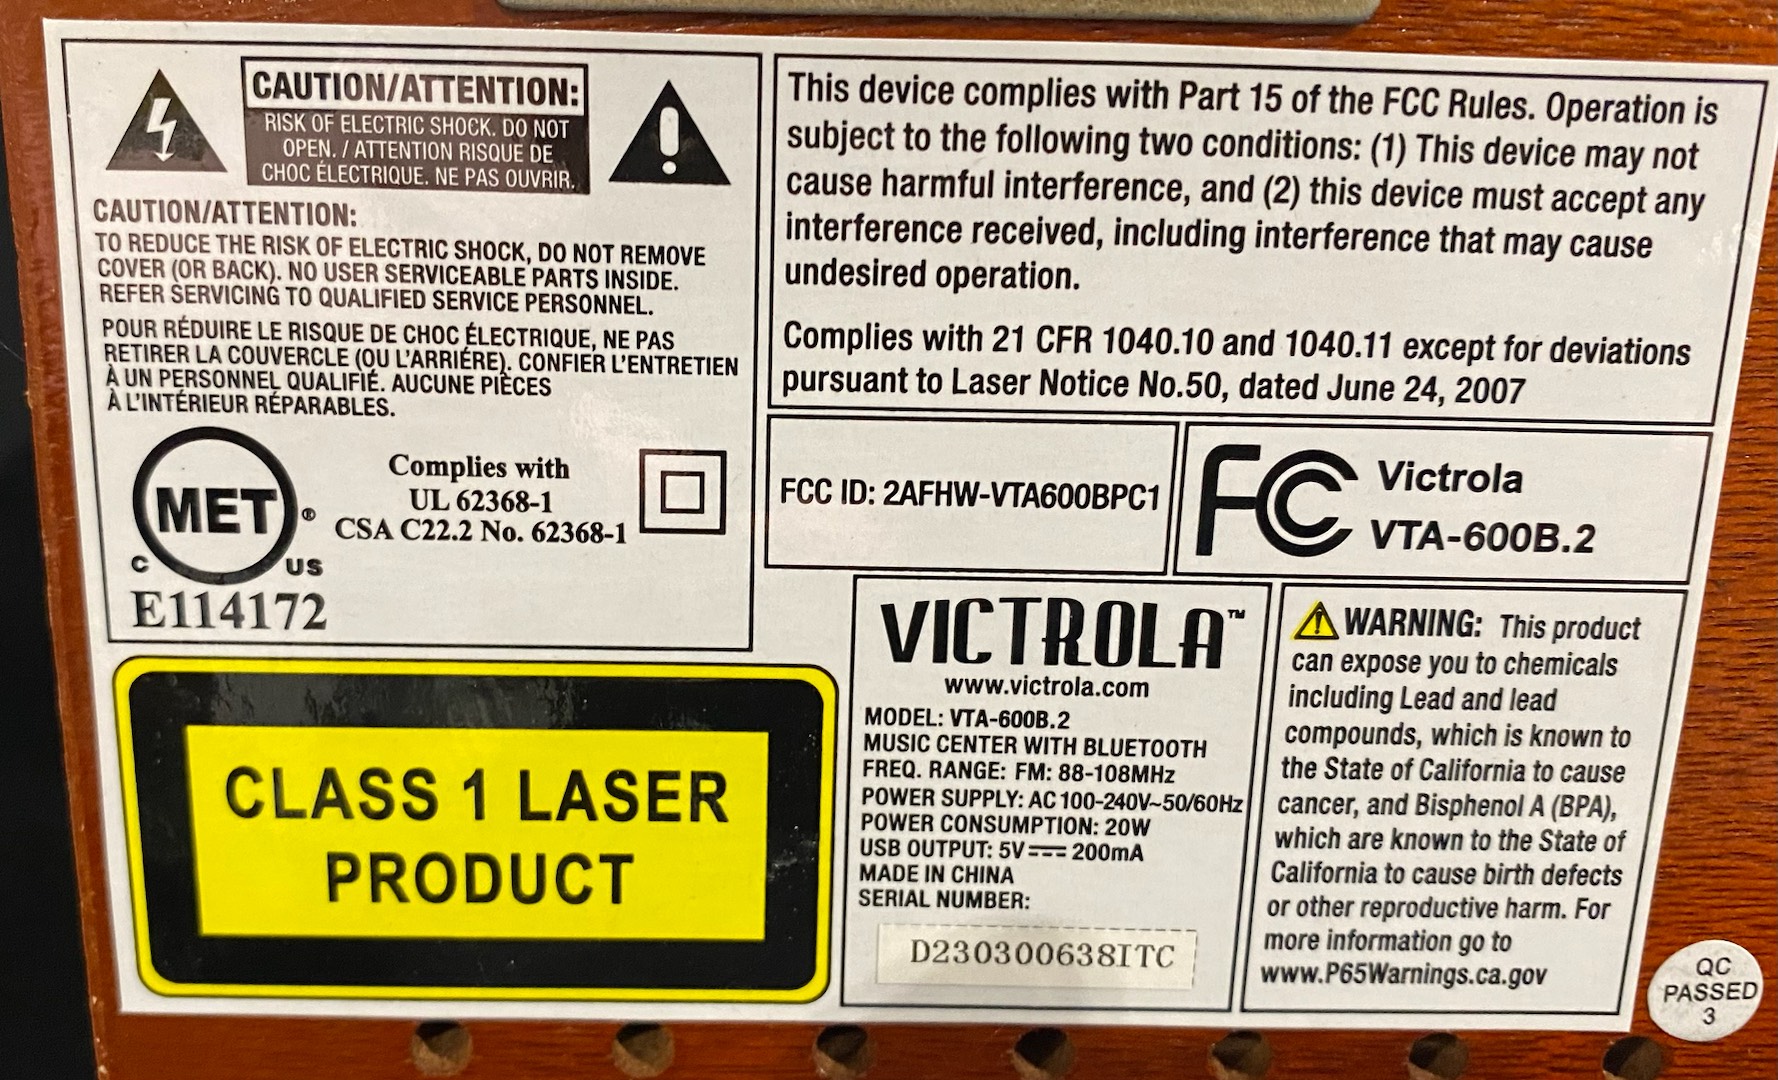 CAUTION/ATTENTION:
RISK OF ELECTRIC SHOCK. DO NOT
OPEN. / ATTENTION RISQUE DE
CHOC ÉLECTRIQUE. NE PAS OUVRIR.
CAUTION/ATTENTION:
TO REDUCE THE RISK OF ELECTRIC SHOCK, DO NOT REMOVE
COVER (OR BACK). NO USER SERVICEABLE PARTS INSIDE.
REFER SERVICING TO QUALIFIED SERVICE PERSONNEL.
POUR RÉDUIRE LE RISQUE DE CHOC ÉLECTRIQUE, NE PAS
RETIRER LA COUVERCLE (OU L'ARRIÉRE). CONFIER L'ENTRETIEN
À UN PERSONNEL QUALIFIÉ. AUCUNE PIÈCES
À L'INTÉRIEUR RÉPARABLES.
MET ®
C US
E114172
Complies with
UL 62368-1
CSA C22.2 No. 62368-1
CLASS 1 LASER
PRODUCT
This device complies with Part 15 of the FCC Rules. Operation is
subject to the following two conditions: (1) This device may not
cause harmful interference, and (2) this device must accept any
interference received, including interference that may cause
undesired operation.
Complies with 21 CFR 1040.10 and 1040.11 except for deviations
pursuant to Laser Notice No.50, dated June 24, 2007
FCC ID: 2AFHW-VTA600BPC1
FC Victrola
VTA-600B.2
VICTROLA™
www.victrola.com
MODEL: VTA-600B.2
MUSIC CENTER WITH BLUETOOTH
FREQ. RANGE: FM: 88-108MHz
POWER SUPPLY: AC 100-240V~50/60Hz
POWER CONSUMPTION: 20W
USB OUTPUT: 5V⎓200mA
MADE IN CHINA
SERIAL NUMBER:
D230300638ITC
⚠ WARNING: This product
can expose you to chemicals
including Lead and lead
compounds, which is known to
the State of California to cause
cancer, and Bisphenol A (BPA),
which are known to the State of
California to cause birth defects
or other reproductive harm. For
more information go to
www.P65Warnings.ca.gov
QC
PASSED
3